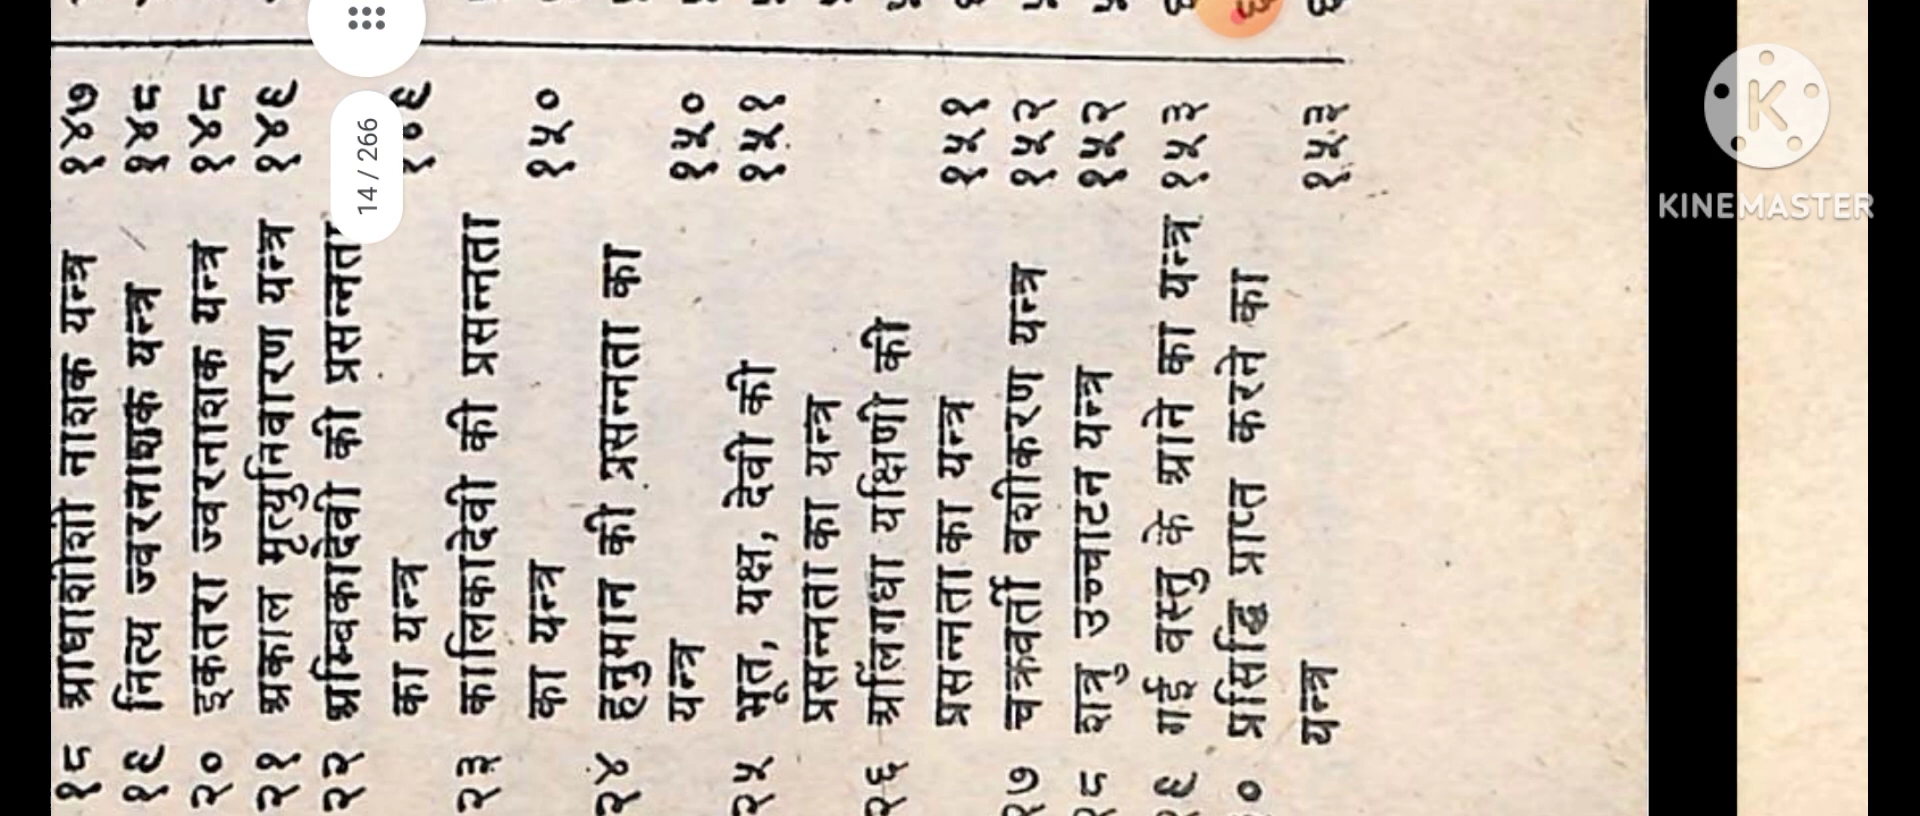 १८ आधाशीशी नाशक यन्त्र १४७
१९ नित्य ज्वरनाशक यन्त्र १४८
२० इकतरा ज्वरनाशक यन्त्र १४८
२१ अकाल मृत्युनिवारण यन्त्र १४९
२२ अम्बिकादेवी की प्रसन्नता
का यन्त्र
२३ कालिकादेवी की प्रसन्नता
का यन्त्र १५०
२४ हनुमान की प्रसन्नता का
यन्त्र १५०
२५ भूत, यक्ष, देवी की १५१
प्रसन्नता का यन्त्र
२६ अलिगघा यक्षिणी की
प्रसन्नता का यन्त्र १५१
२७ चक्रवर्ती वशीकरण यन्त्र १५२
२८ शत्रु उच्चाटन यन्त्र १५२
२९ गई वस्तु के आने का यन्त्र १५३
३० प्रसिद्धि प्राप्त करने का
यन्त्र १५३
14 / 266
K
KINEMASTER